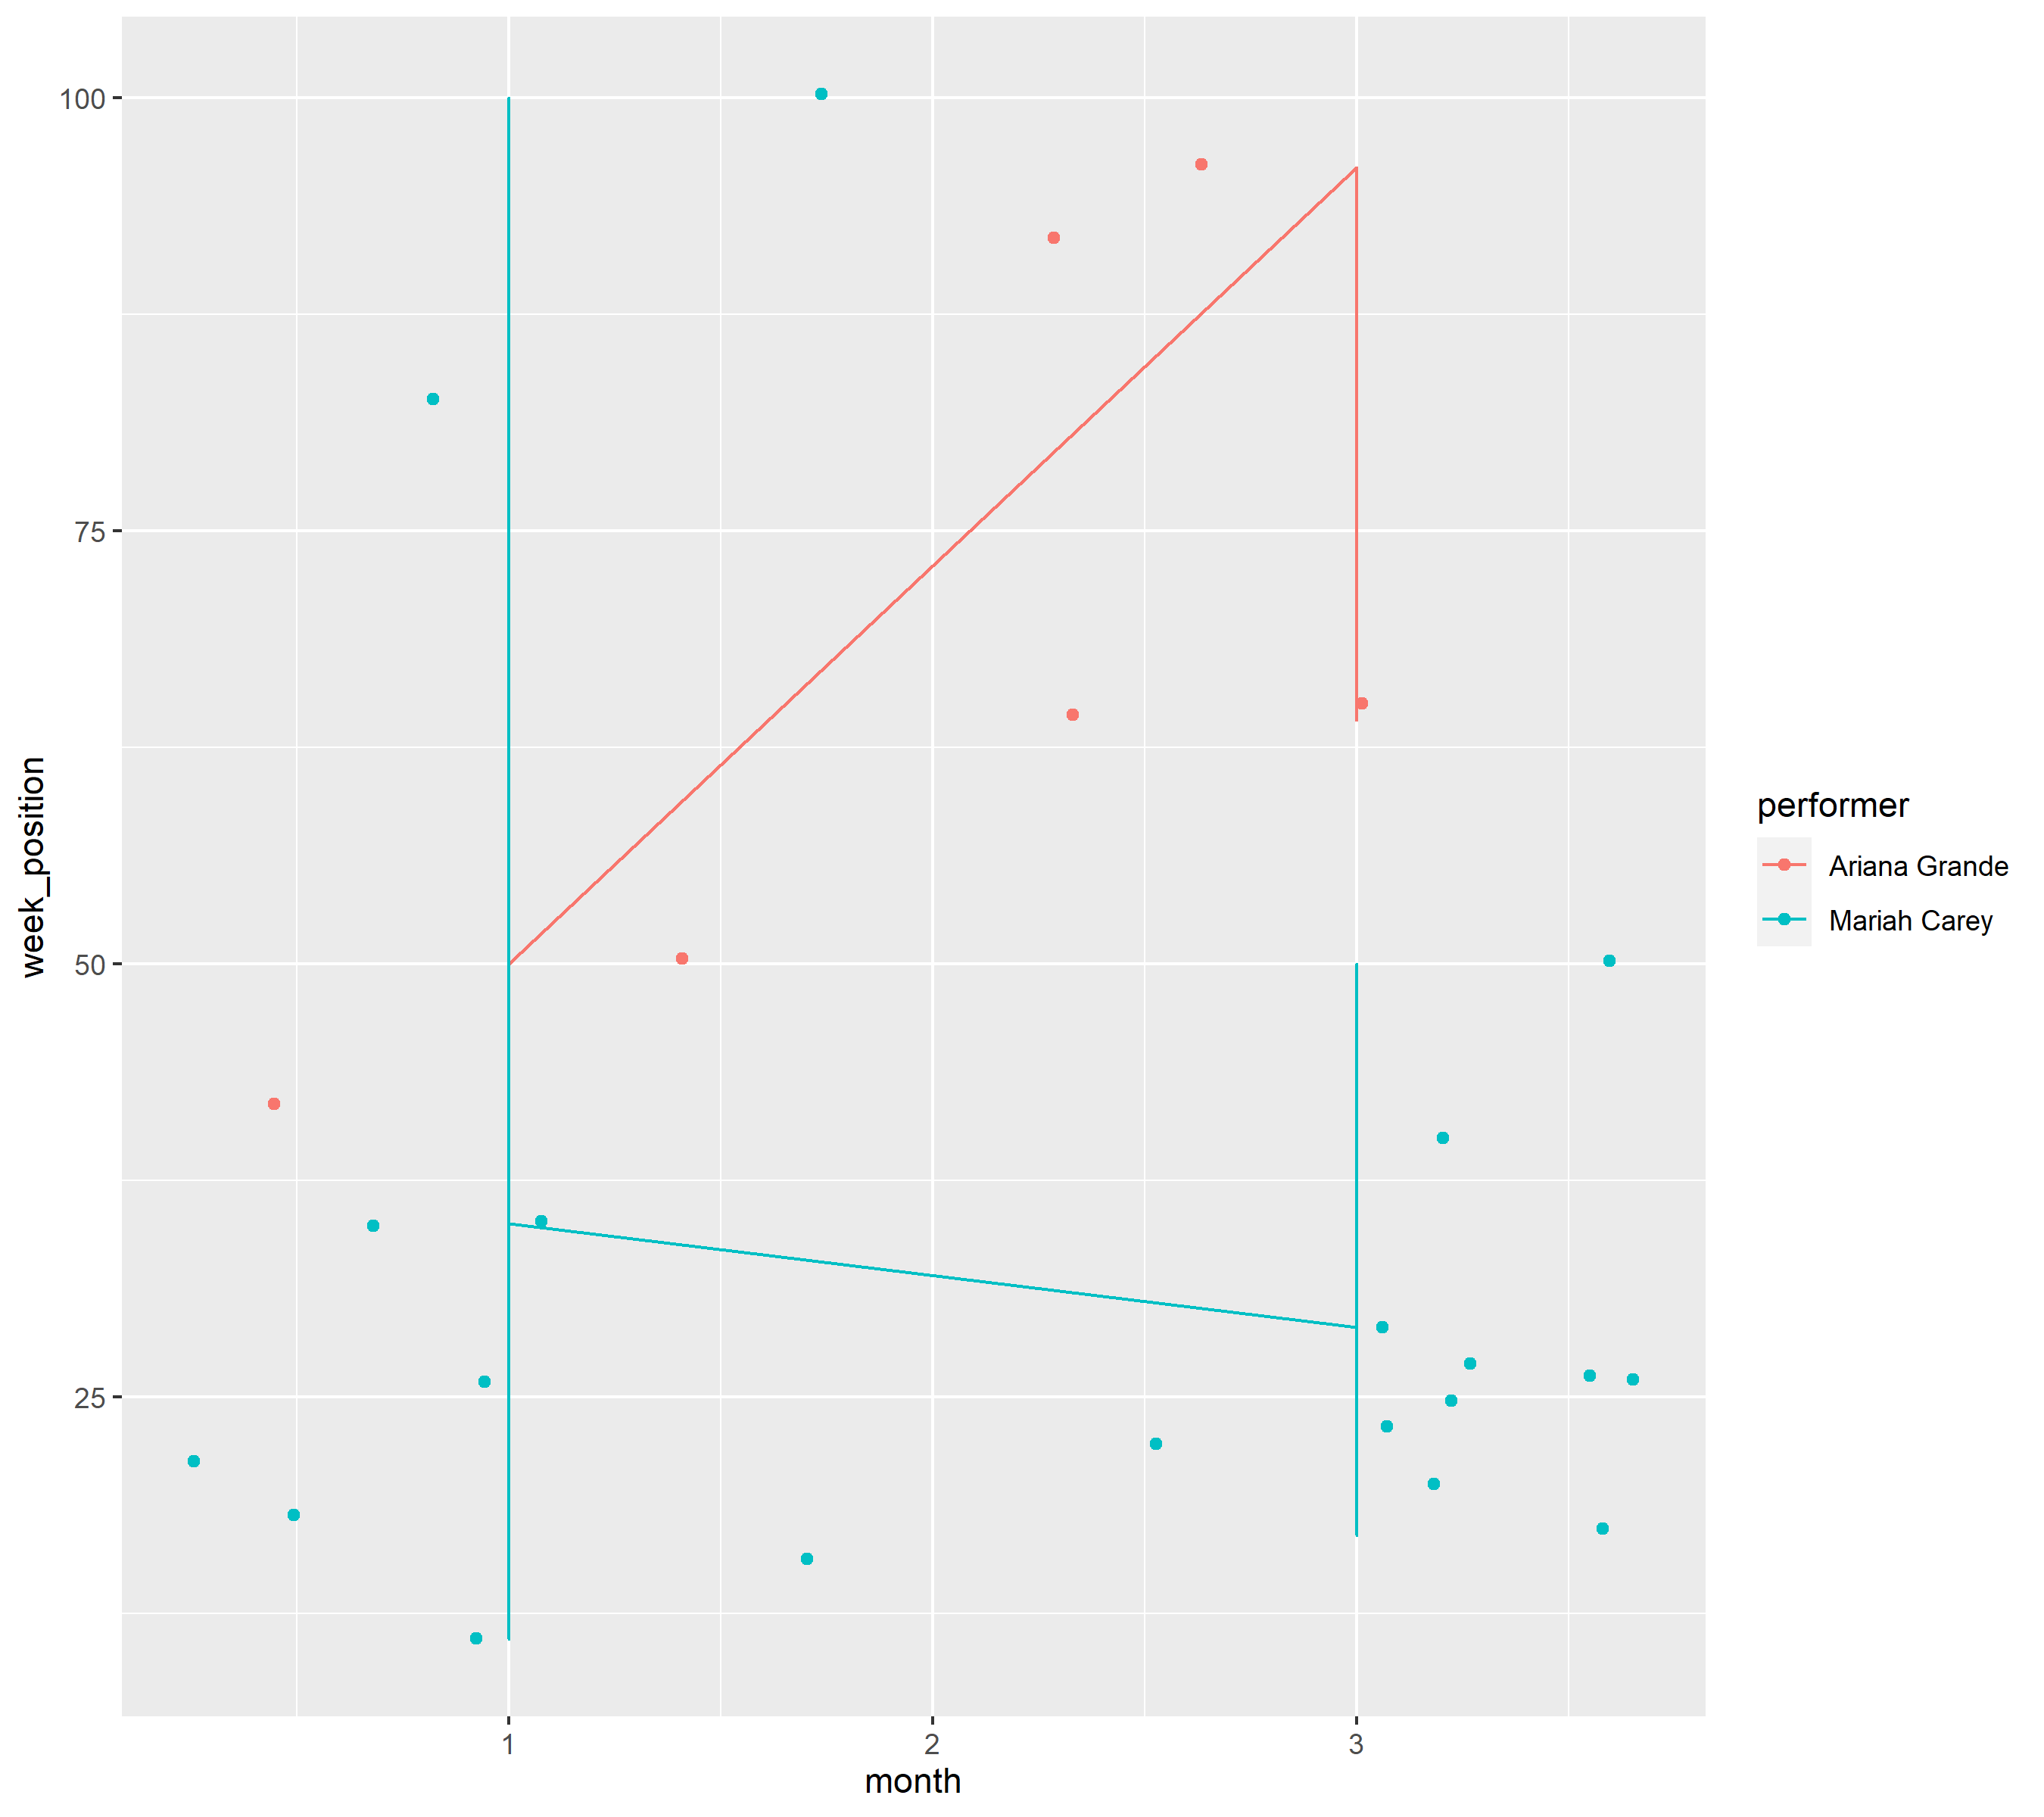 100
75
50
25
week_position
1
2
3
month
performer
Ariana Grande
Mariah Carey